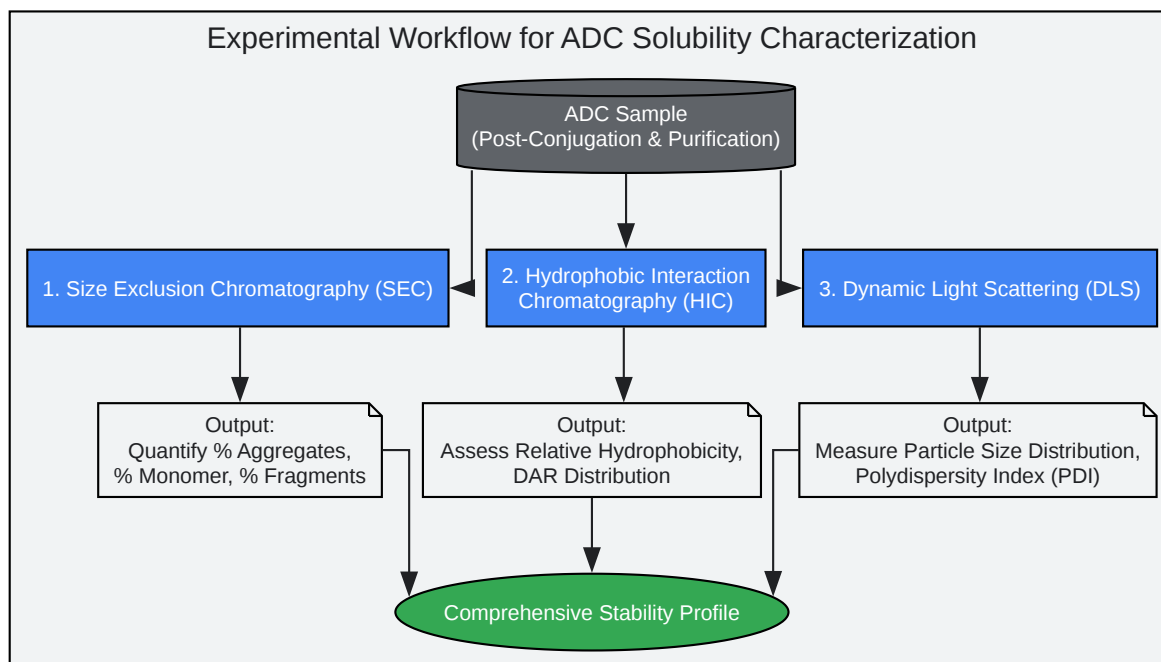 Experimental Workflow for ADC Solubility Characterization
ADC Sample
(Post-Conjugation & Purification)
1. Size Exclusion Chromatography (SEC)
2. Hydrophobic Interaction
Chromatography (HIC)
3. Dynamic Light Scattering (DLS)
Output:
Quantify % Aggregates,
% Monomer, % Fragments
Output:
Assess Relative Hydrophobicity,
DAR Distribution
Output:
Measure Particle Size Distribution,
Polydispersity Index (PDI)
Comprehensive Stability Profile